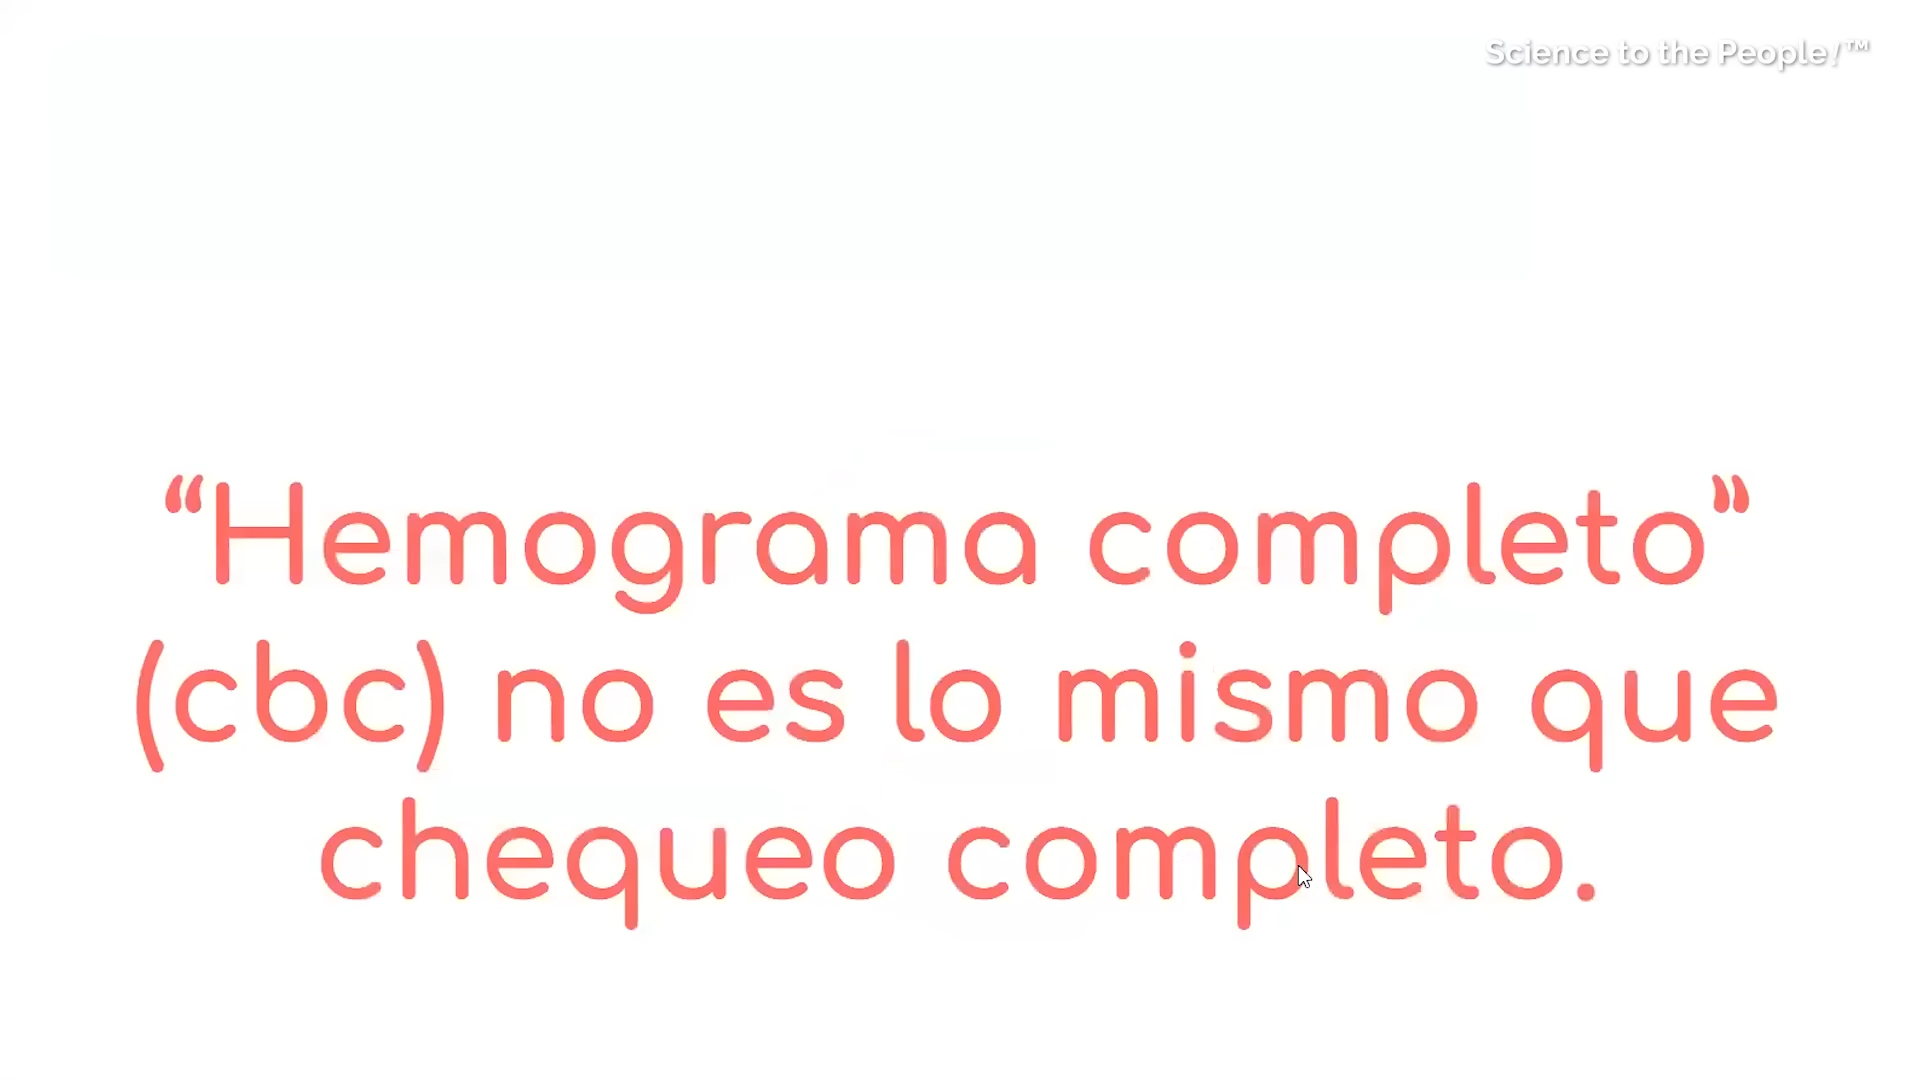 Science to the People!™
“Hemograma completo”
(cbc) no es lo mismo que
chequeo completo.